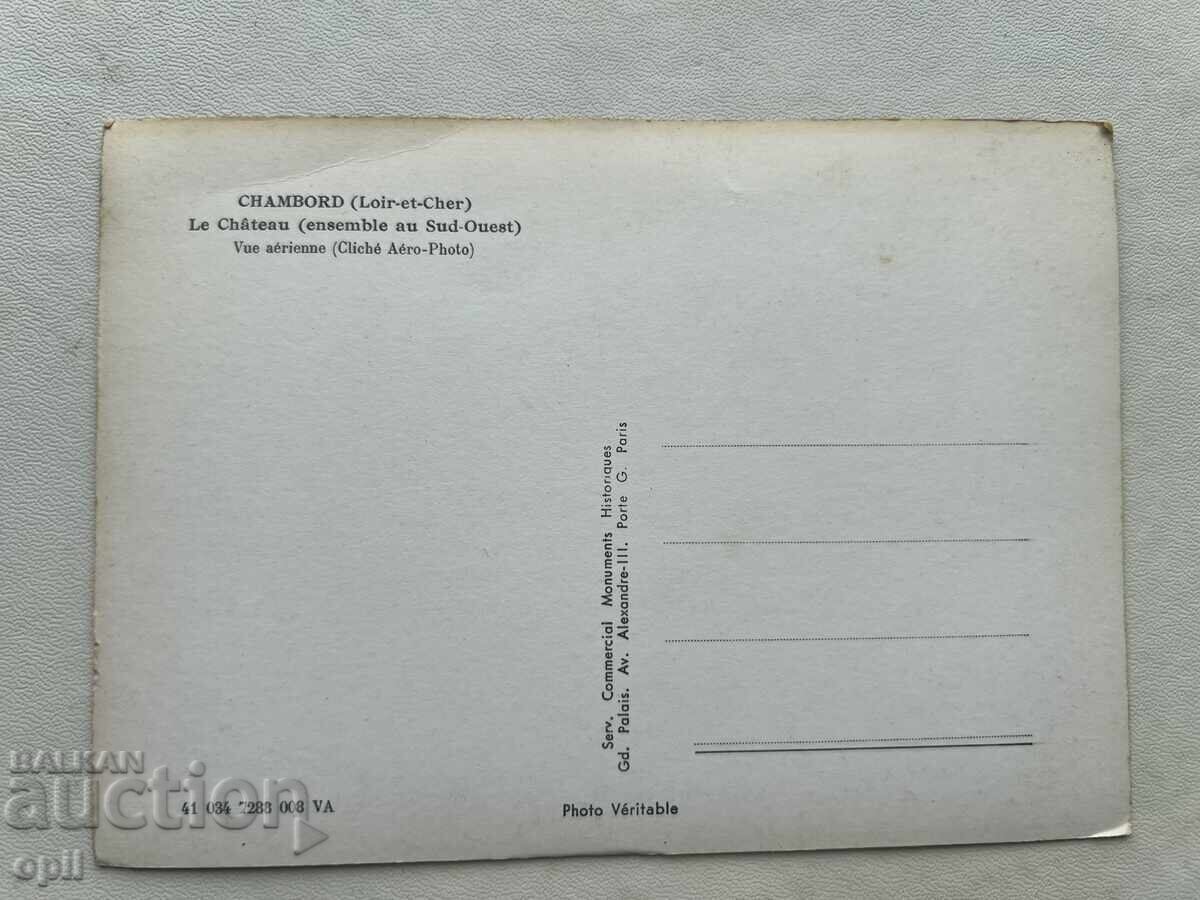 CHAMBORD (Loir-et-Cher)
Le Château (ensemble au Sud-Ouest)
Vue aérienne (Cliché Aéro-Photo)
Serv. Commercial Monuments Historiques
Gd. Palais. Av. Alexandre-III. Porte G. Paris
41 034 7283 008 VA
Photo Véritable
BALKAN
auction
opil